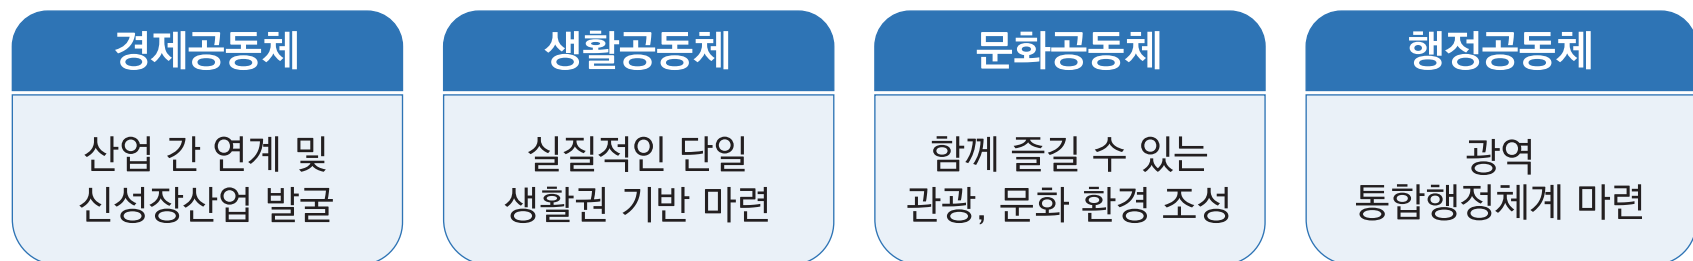 경제공동체
산업 간 연계 및
신성장산업 발굴
생활공동체
실질적인 단일
생활권 기반 마련
문화공동체
함께 즐길 수 있는
관광, 문화 환경 조성
행정공동체
광역
통합행정체계 마련